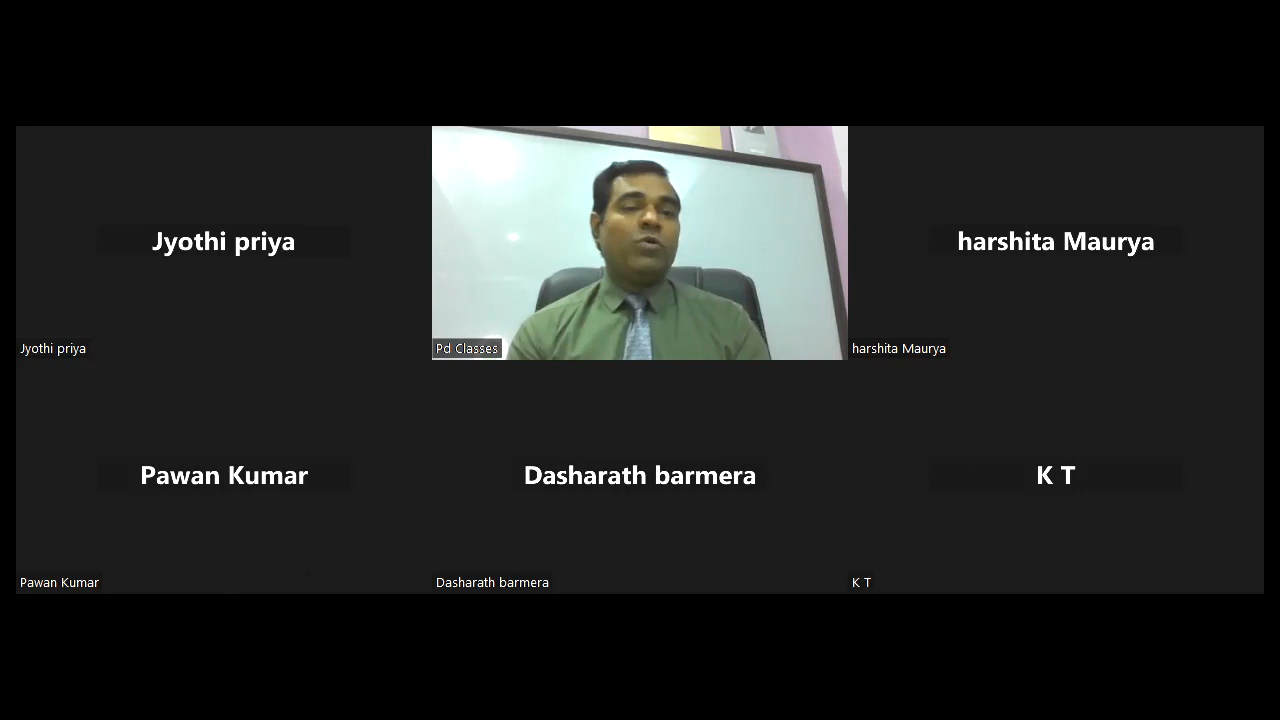 Jyothi priya
harshita Maurya
Jyothi priya
Pd Classes
harshita Maurya
Pawan Kumar
Dasharath barmera
K T
Pawan Kumar
Dasharath barmera
K T